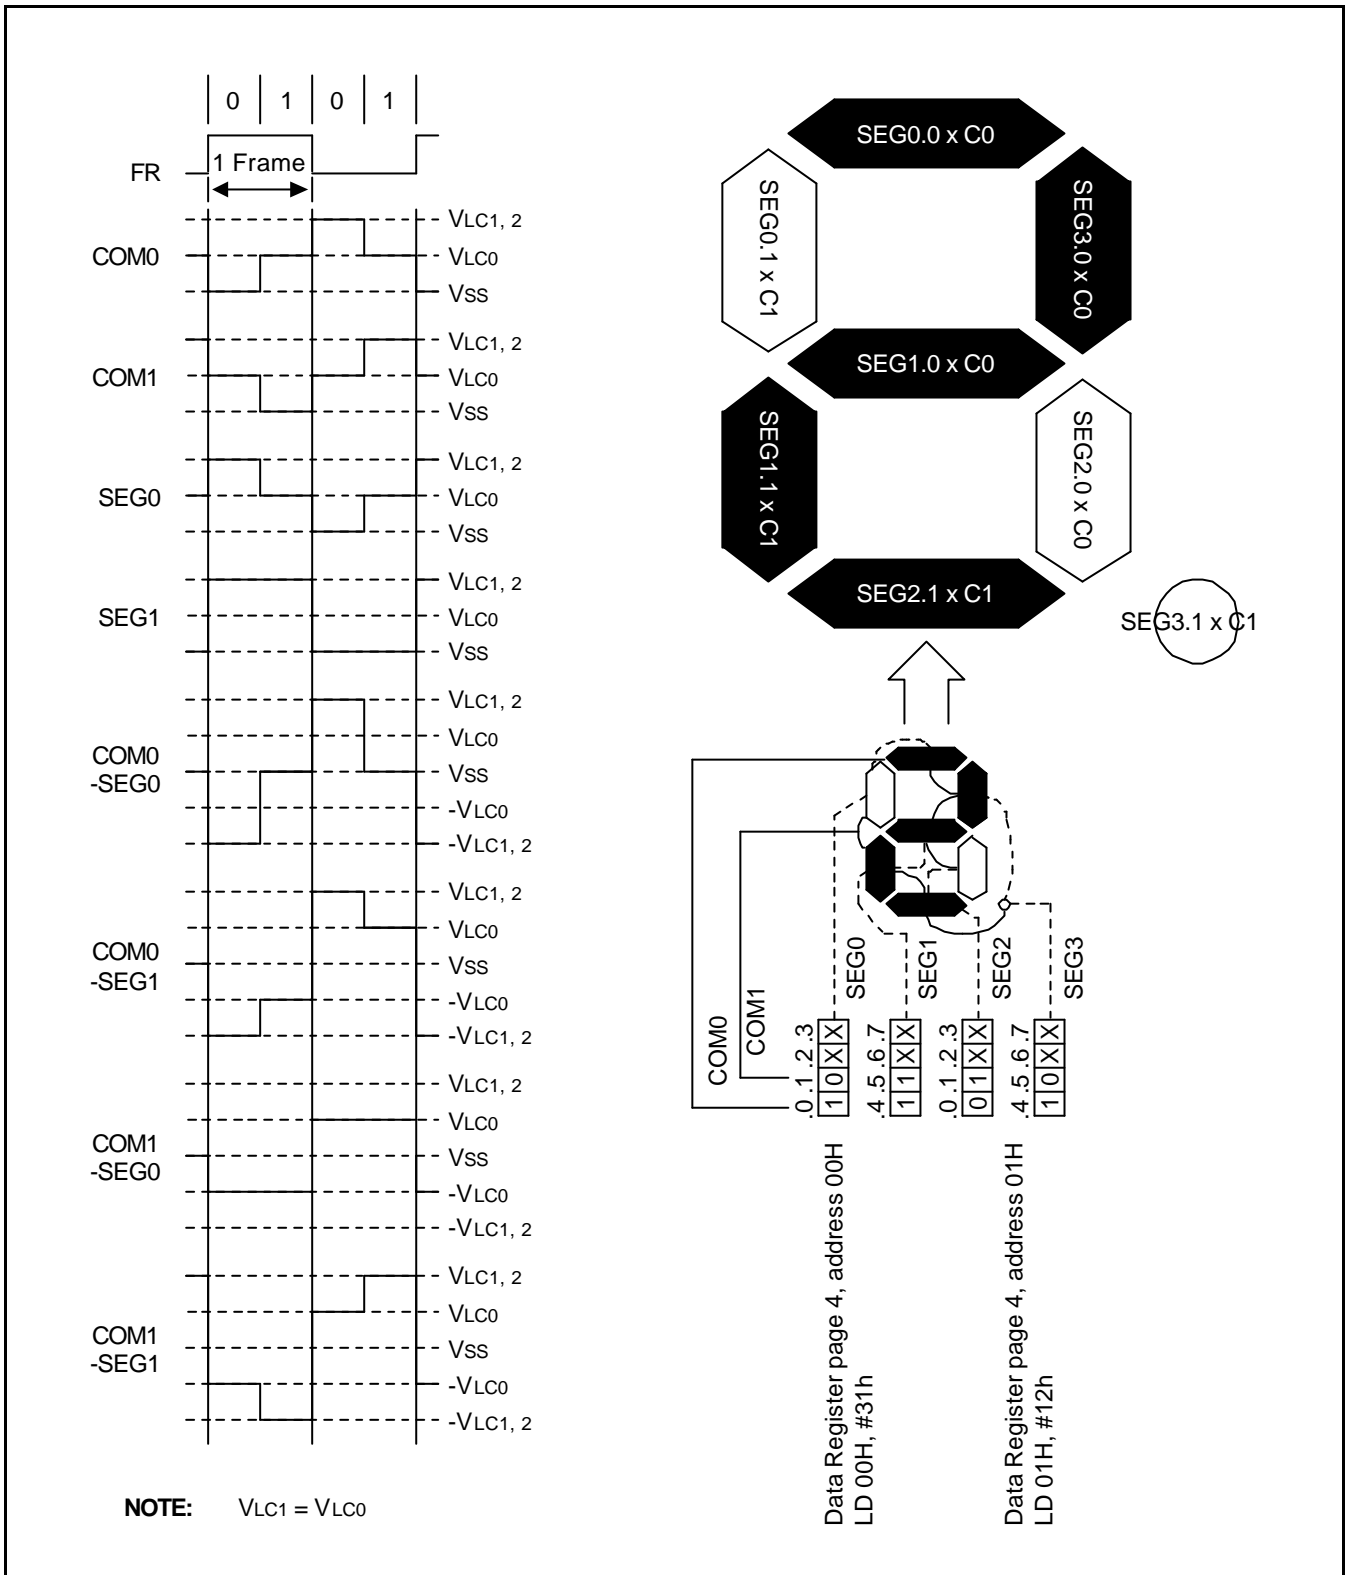 0 1 0 1
FR
1 Frame
COM0
VLC1, 2
VLC0
VSS
COM1
VLC1, 2
VLC0
VSS
SEG0
VLC1, 2
VLC0
VSS
SEG1
VLC1, 2
VLC0
VSS
COM0
-SEG0
VLC1, 2
VLC0
VSS
-VLC0
-VLC1, 2
COM0
-SEG1
VLC1, 2
VLC0
VSS
-VLC0
-VLC1, 2
COM1
-SEG0
VLC1, 2
VLC0
VSS
-VLC0
-VLC1, 2
COM1
-SEG1
VLC1, 2
VLC0
VSS
-VLC0
-VLC1, 2
NOTE: VLC1 = VLC0
SEG0.0 x C0
SEG0.1 x C1
SEG3.0 x C0
SEG1.0 x C0
SEG1.1 x C1
SEG2.0 x C0
SEG2.1 x C1
SEG3.1 x C1
COM0
COM1
SEG0
SEG1
SEG2
SEG3
.0 .1 .2 .3
1 0 X X
.4 .5 .6 .7
1 1 X X
.0 .1 .2 .3
0 1 X X
.4 .5 .6 .7
1 0 X X
Data Register page 4, address 00H
LD 00H, #31h
Data Register page 4, address 01H
LD 01H, #12h